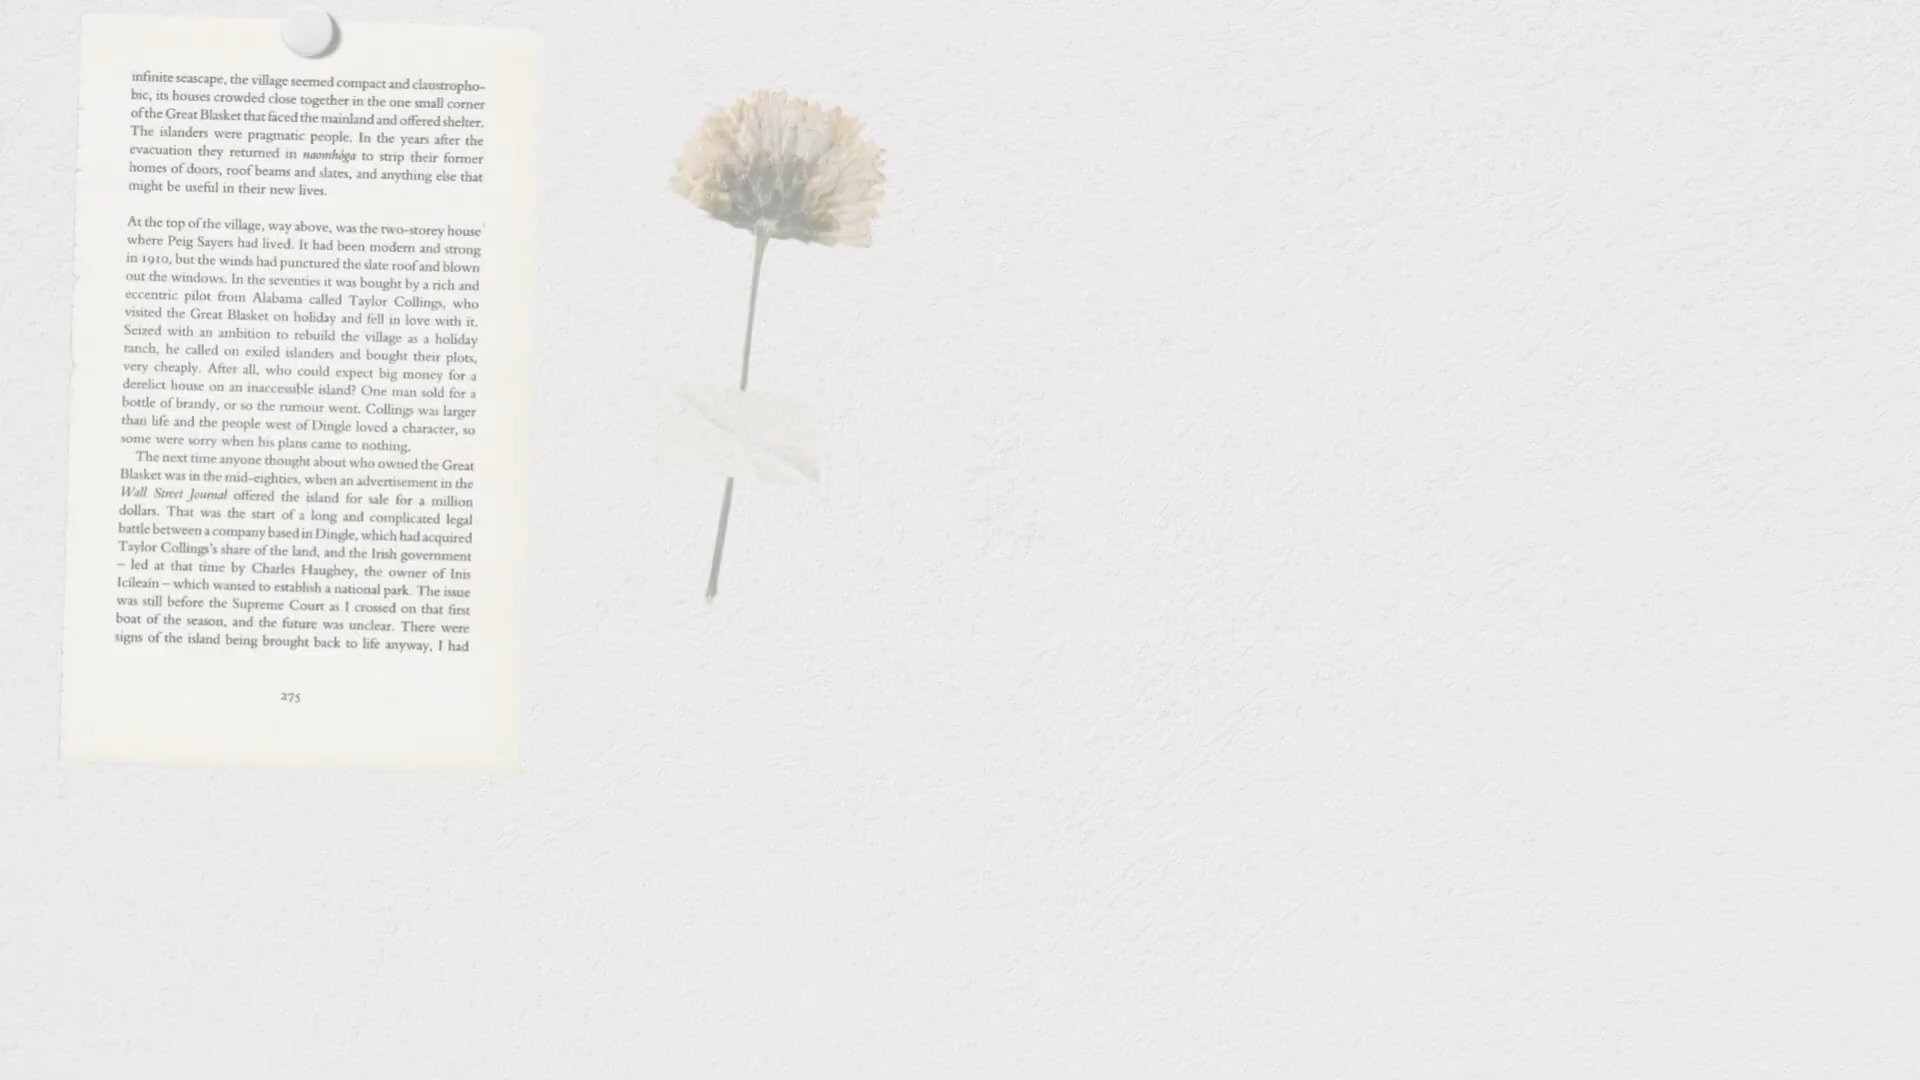 infinite seascape, the village seemed compact and claustropho-
bic, its houses crowded close together in the one small corner
of the Great Blasket that faced the mainland and offered shelter.
The islanders were pragmatic people. In the years after the
evacuation they returned in naomhóga to strip their former
homes of doors, roof beams and slates, and anything else that
might be useful in their new lives.
At the top of the village, way above, was the two-storey house
where Peig Sayers had lived. It had been modern and strong
in 1910, but the winds had punctured the slate roof and blown
out the windows. In the seventies it was bought by a rich and
eccentric pilot from Alabama called Taylor Collings, who
visited the Great Blasket on holiday and fell in love with it.
Seized with an ambition to rebuild the village as a holiday
ranch, he called on exiled islanders and bought their plots,
very cheaply. After all, who could expect big money for a
derelict house on an inaccessible island? One man sold for a
bottle of brandy, or so the rumour went. Collings was larger
than life and the people west of Dingle loved a character, so
some were sorry when his plans came to nothing.
The next time anyone thought about who owned the Great
Blasket was in the mid-eighties, when an advertisement in the
Wall Street Journal offered the island for sale for a million
dollars. That was the start of a long and complicated legal
battle between a company based in Dingle, which had acquired
Taylor Collings's share of the land, and the Irish government
– led at that time by Charles Haughey, the owner of Inis
Icíleaín – which wanted to establish a national park. The issue
was still before the Supreme Court as I crossed on that first
boat of the season, and the future was unclear. There were
signs of the island being brought back to life anyway, I had
275